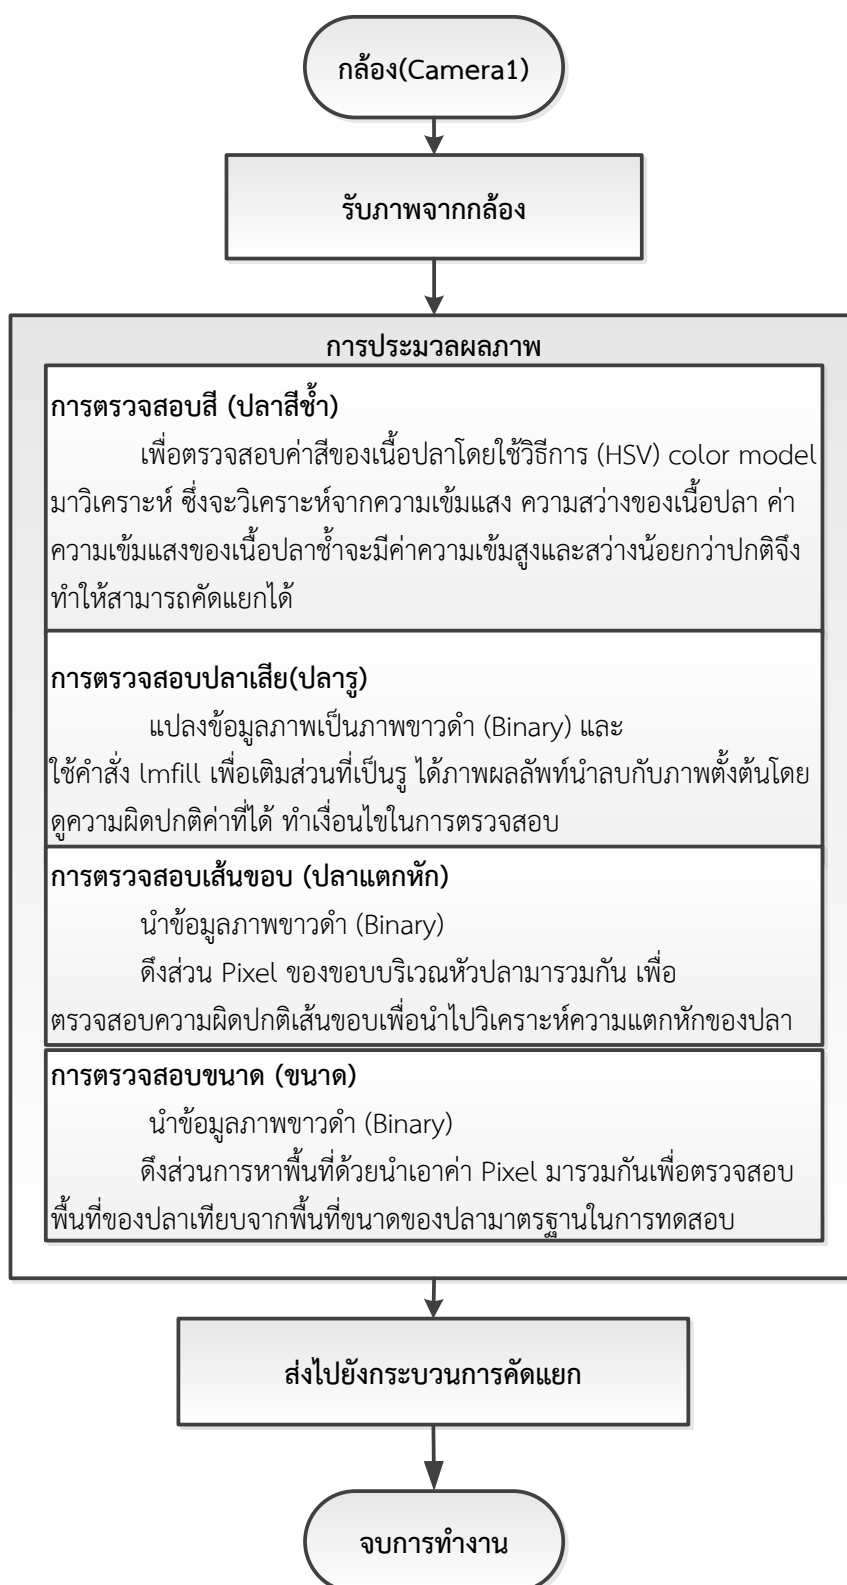 กล้อง(Camera1)
รับภาพจากกล้อง
การประมวลผลภาพ
การตรวจสอบสี (ปลาสีช้ำ)
เพื่อตรวจสอบค่าสีของเนื้อปลาโดยใช้วิธีการ (HSV) color model
มาวิเคราะห์ ซึ่งจะวิเคราะห์จากความเข้มแสง ความสว่างของเนื้อปลา ค่า
ความเข้มแสงของเนื้อปลาช้ำจะมีค่าความเข้มสูงและสว่างน้อยกว่าปกติจึง
ทำให้สามารถคัดแยกได้
การตรวจสอบปลาเสีย(ปลารู)
แปลงข้อมูลภาพเป็นภาพขาวดำ (Binary) และ
ใช้คำสั่ง lmfill เพื่อเติมส่วนที่เป็นรู ได้ภาพผลลัพท์นำลบกับภาพตั้งต้นโดย
ดูความผิดปกติค่าที่ได้ ทำเงื่อนไขในการตรวจสอบ
การตรวจสอบเส้นขอบ (ปลาแตกหัก)
นำข้อมูลภาพขาวดำ (Binary)
ดึงส่วน Pixel ของขอบบริเวณหัวปลามารวมกัน เพื่อ
ตรวจสอบความผิดปกติเส้นขอบเพื่อนำไปวิเคราะห์ความแตกหักของปลา
การตรวจสอบขนาด (ขนาด)
นำข้อมูลภาพขาวดำ (Binary)
ดึงส่วนการหาพื้นที่ด้วยนำเอาค่า Pixel มารวมกันเพื่อตรวจสอบ
พื้นที่ของปลาเทียบจากพื้นที่ขนาดของปลามาตรฐานในการทดสอบ
ส่งไปยังกระบวนการคัดแยก
จบการทำงาน